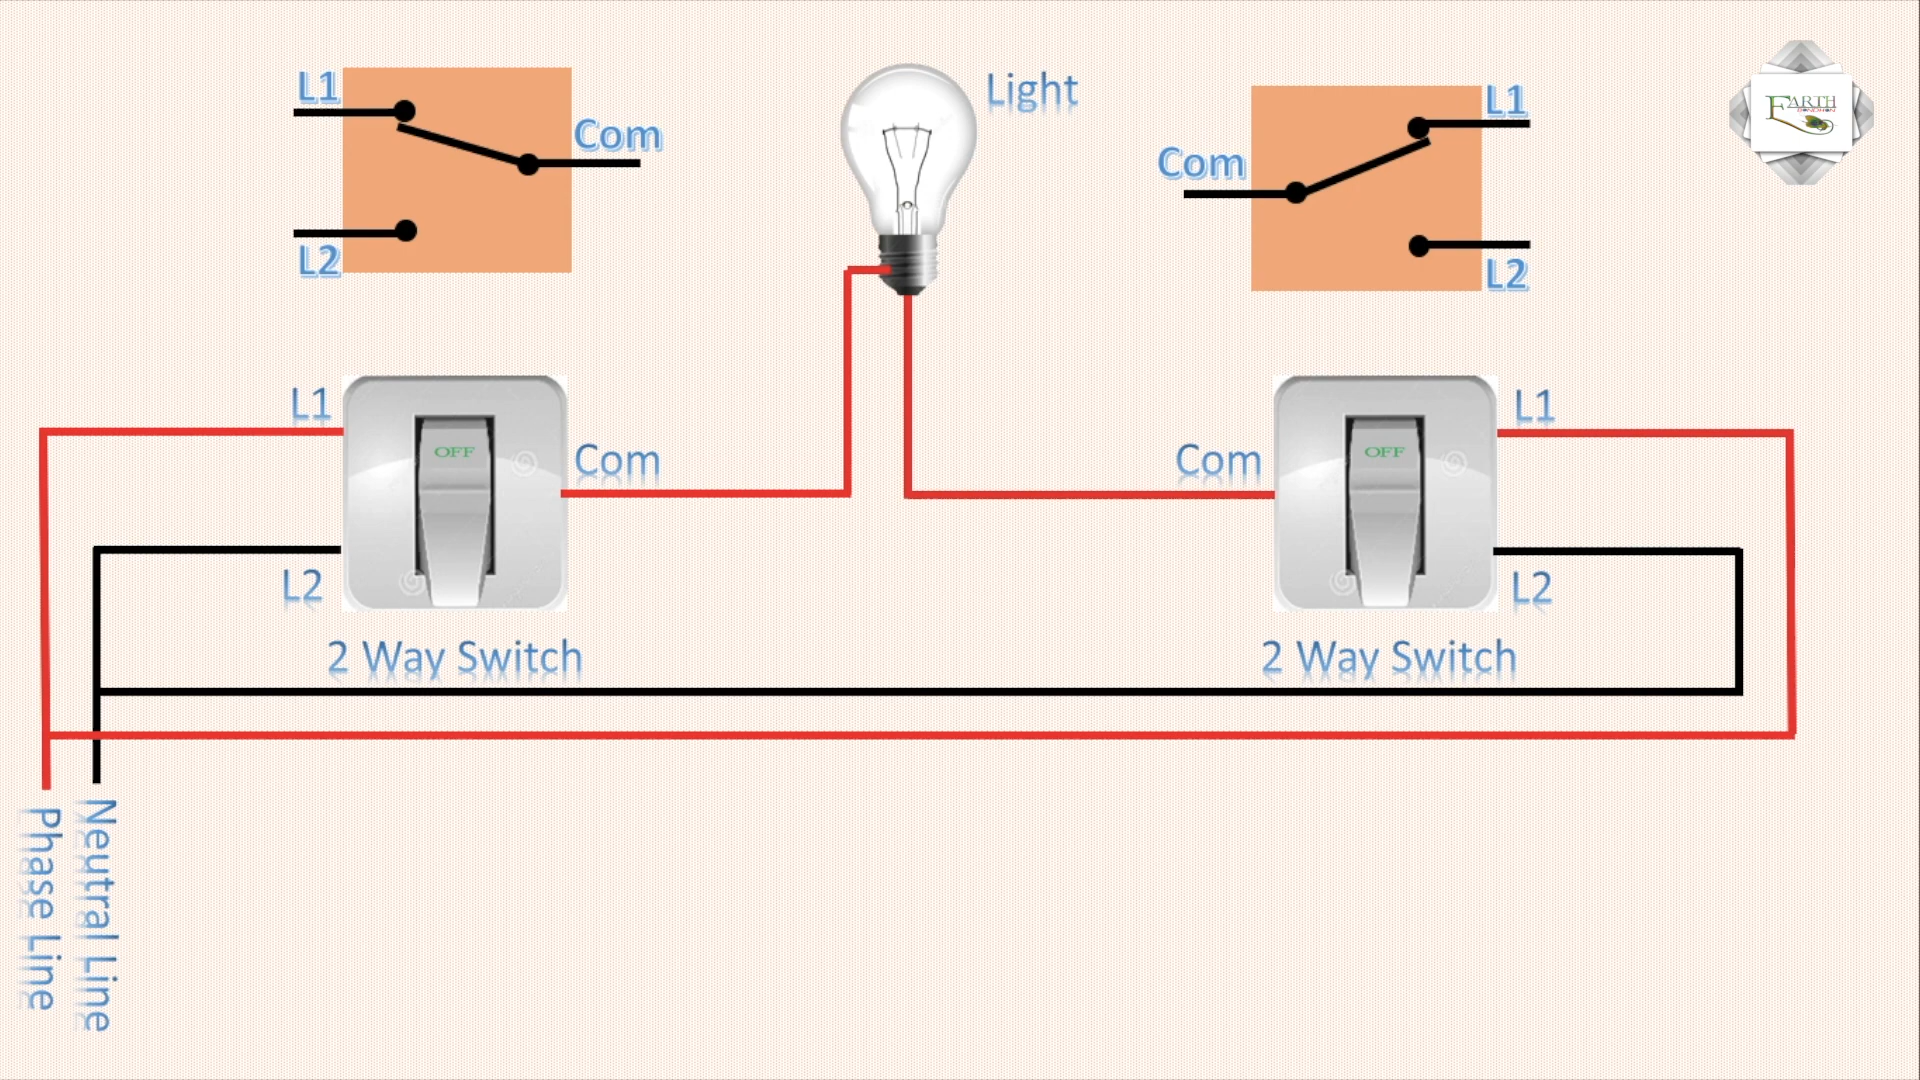 L1
Com
L2
Light
L1
Com
L2
EARTH
L1
OFF
Com
L2
2 Way Switch
L1
OFF
Com
L2
2 Way Switch
Neutral Line
Phase Line